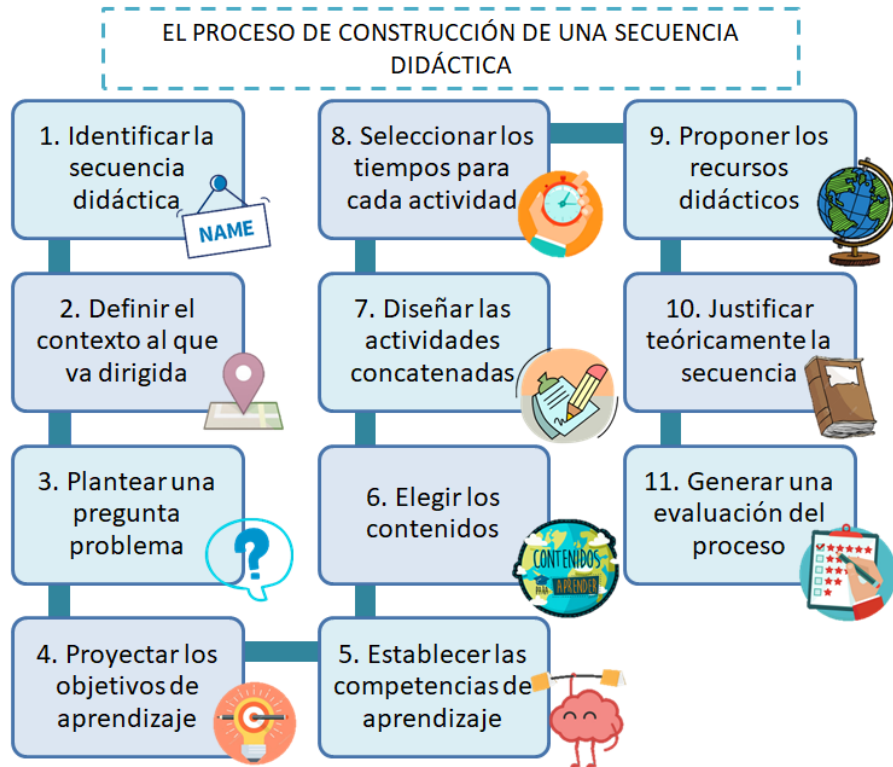 EL PROCESO DE CONSTRUCCIÓN DE UNA SECUENCIA
DIDÁCTICA
1. Identificar la
secuencia
didáctica
NAME
2. Definir el
contexto al que
va dirigida
3. Plantear una
pregunta
problema
?
4. Proyectar los
objetivos de
aprendizaje
5. Establecer las
competencias de
aprendizaje
6. Elegir los
contenidos
CONTENIDOS
PARA APRENDER
7. Diseñar las
actividades
concatenadas
8. Seleccionar los
tiempos para
cada actividad
9. Proponer los
recursos
didácticos
10. Justificar
teóricamente la
secuencia
11. Generar una
evaluación del
proceso